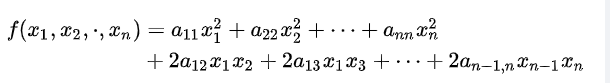 f(x₁, x₂, ·, xₙ) = a₁₁x₁² + a₂₂x₂² + ⋯ + aₙₙxₙ²
+ 2a₁₂x₁x₂ + 2a₁₃x₁x₃ + ⋯ + 2aₙ₋₁,ₙxₙ₋₁xₙ